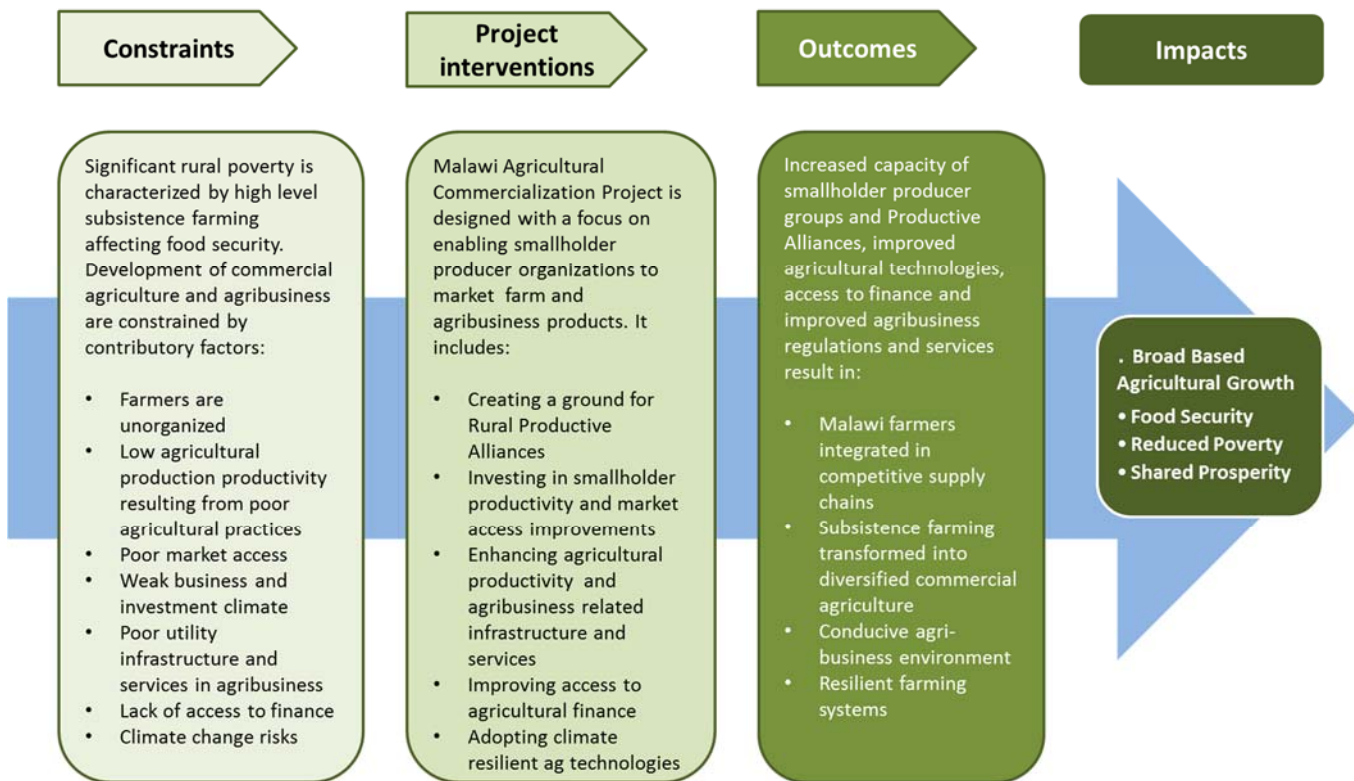 Constraints
Project
interventions
Outcomes
Impacts
Significant rural poverty is
characterized by high level
subsistence farming
affecting food security.
Development of commercial
agriculture and agribusiness
are constrained by
contributory factors:
• Farmers are
unorganized
• Low agricultural
production productivity
resulting from poor
agricultural practices
• Poor market access
• Weak business and
investment climate
• Poor utility
infrastructure and
services in agribusiness
• Lack of access to finance
• Climate change risks
Malawi Agricultural
Commercialization Project is
designed with a focus on
enabling smallholder
producer organizations to
market farm and
agribusiness products. It
includes:
• Creating a ground for
Rural Productive
Alliances
• Investing in smallholder
productivity and market
access improvements
• Enhancing agricultural
productivity and
agribusiness related
infrastructure and
services
• Improving access to
agricultural finance
• Adopting climate
resilient ag technologies
Increased capacity of
smallholder producer
groups and Productive
Alliances, improved
agricultural technologies,
access to finance and
improved agribusiness
regulations and services
result in:
• Malawi farmers
integrated in
competitive supply
chains
• Subsistence farming
transformed into
diversified commercial
agriculture
• Conducive agri-
business environment
• Resilient farming
systems
. Broad Based
Agricultural Growth
• Food Security
• Reduced Poverty
• Shared Prosperity